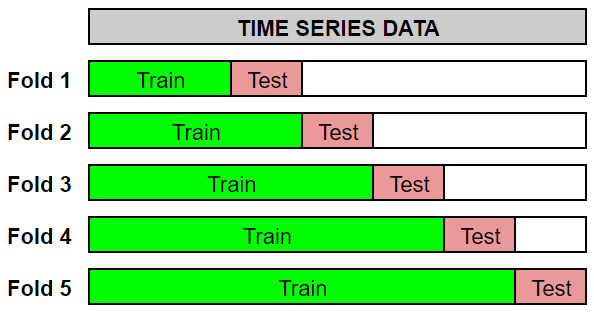 TIME SERIES DATA
Fold 1 Train Test
Fold 2 Train Test
Fold 3 Train Test
Fold 4 Train Test
Fold 5 Train Test